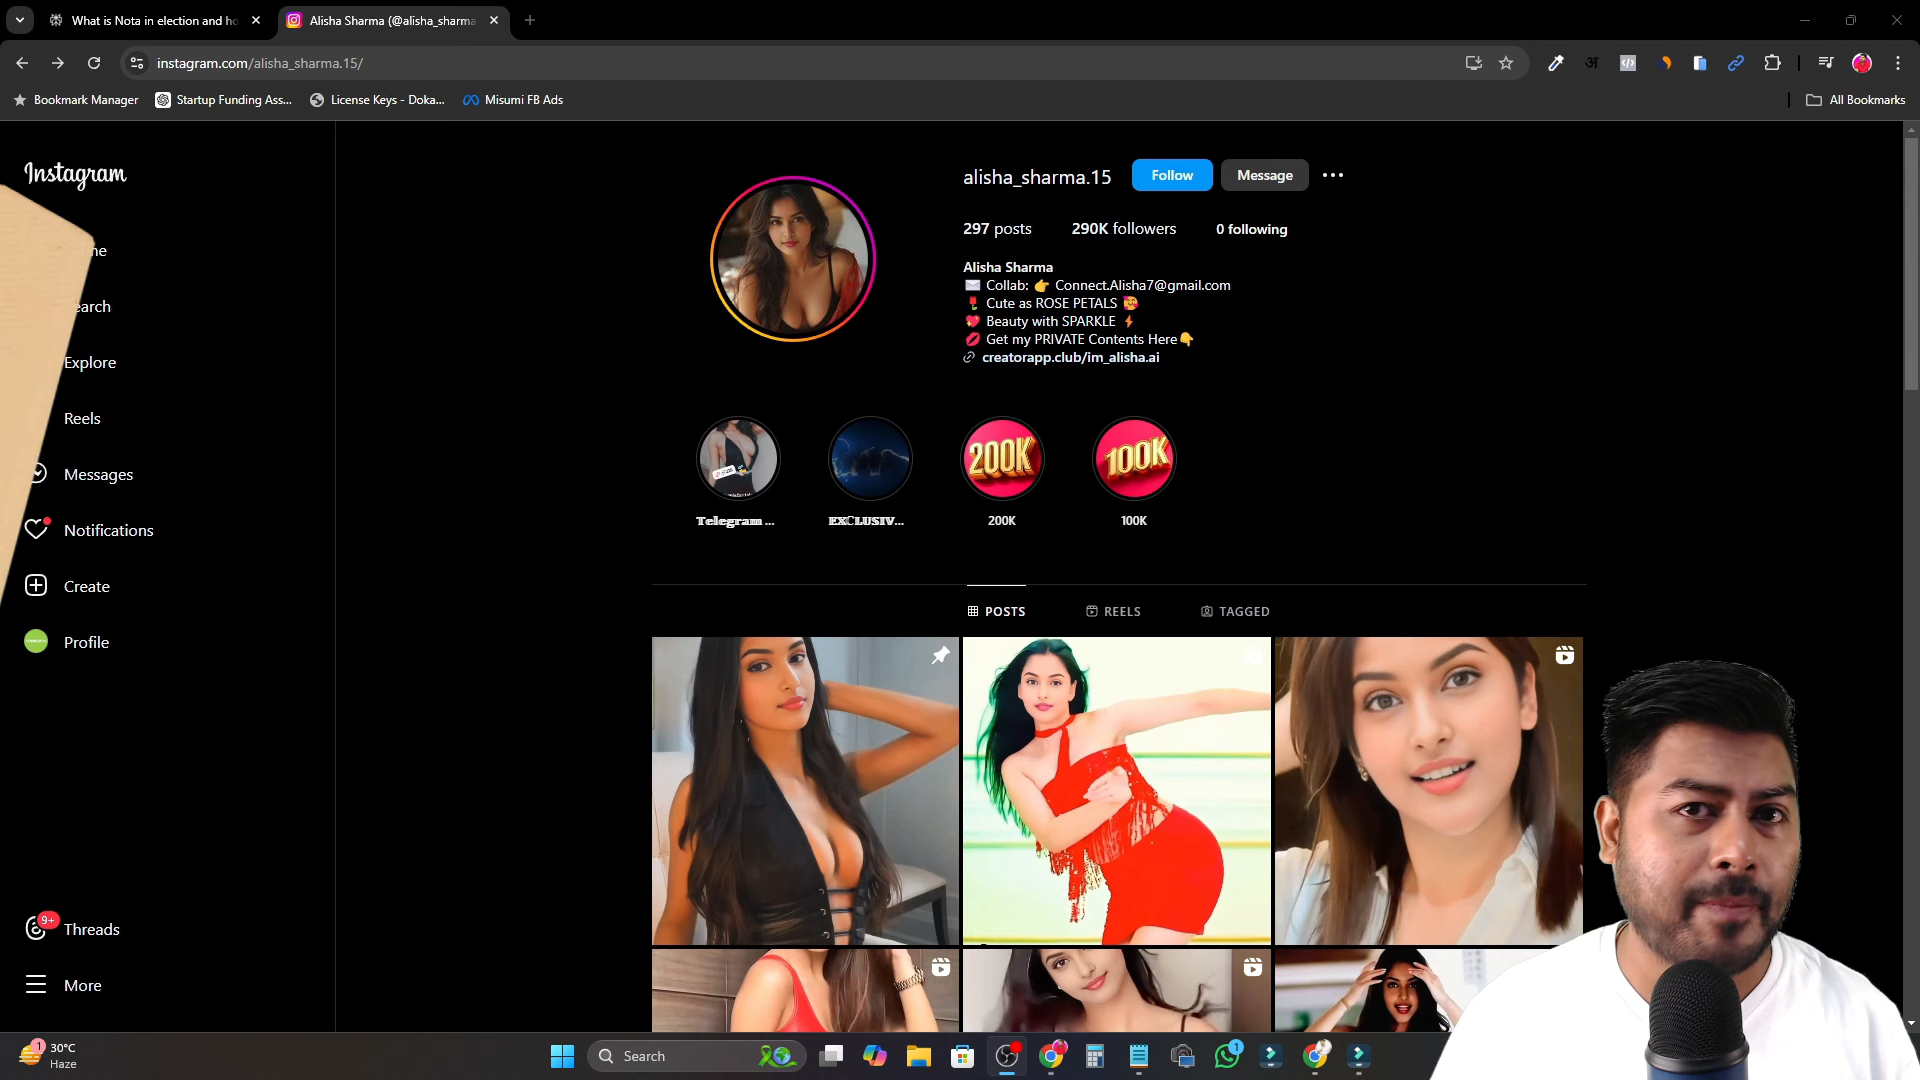 What is Nota in election and ho
Alisha Sharma (@alisha_sharma
instagram.com/alisha_sharma.15/
Bookmark Manager
Startup Funding Ass...
License Keys - Doka...
Misumi FB Ads
All Bookmarks
Instagram
Explore
Reels
Messages
Notifications
Create
Profile
9+
Threads
More
alisha_sharma.15
Follow
Message
297 posts
290K followers
0 following
Alisha Sharma
✉️ Collab: 👉 Connect.Alisha7@gmail.com
🌹 Cute as ROSE PETALS 🥰
💖 Beauty with SPARKLE ⚡
💋 Get my PRIVATE Contents Here👇
creatorapp.club/im_alisha.ai
200K
100K
Telegram ...
EXCLUSIV...
200K
100K
POSTS
REELS
TAGGED
1
30°C
Haze
Search
1